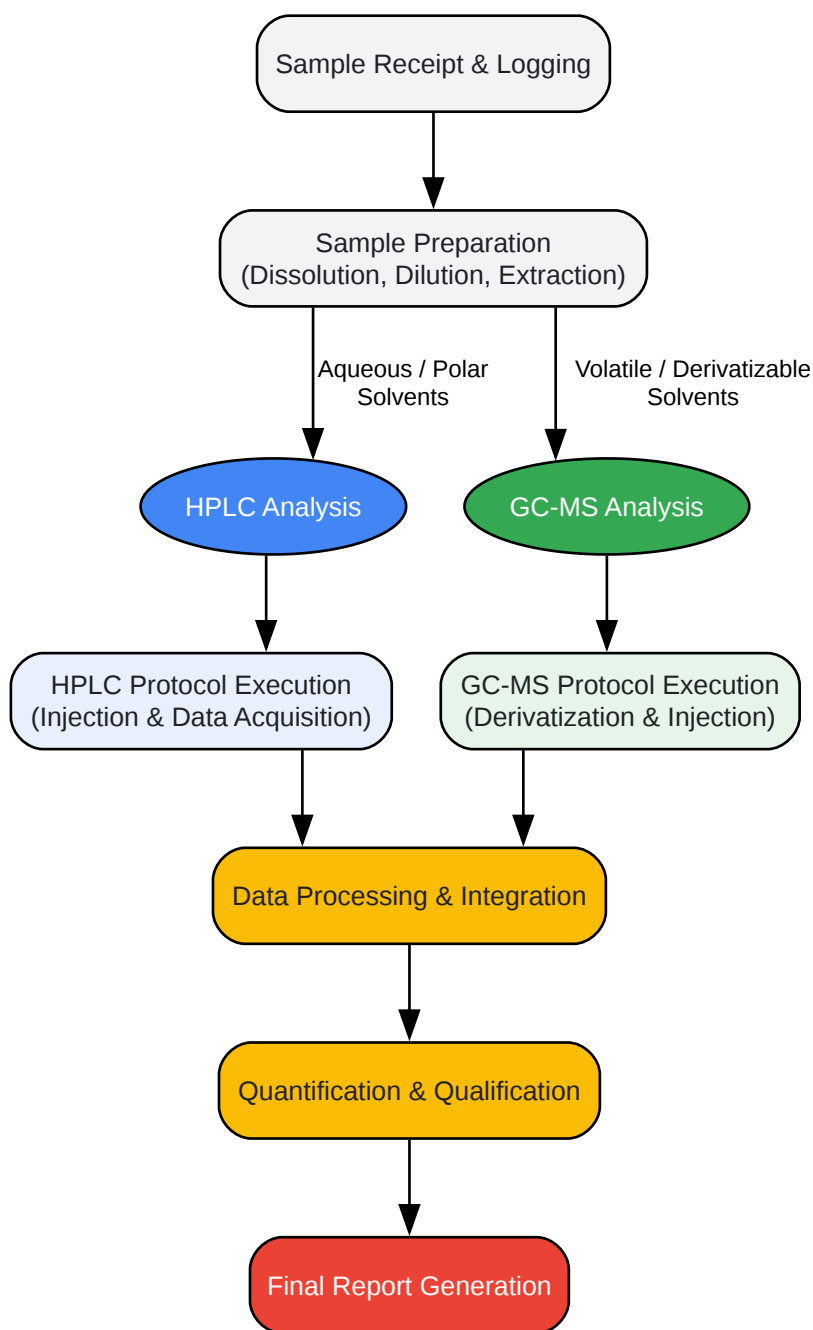 Sample Receipt & Logging
Sample Preparation
(Dissolution, Dilution, Extraction)
Aqueous / Polar
Solvents
Volatile / Derivatizable
Solvents
HPLC Analysis
GC-MS Analysis
HPLC Protocol Execution
(Injection & Data Acquisition)
GC-MS Protocol Execution
(Derivatization & Injection)
Data Processing & Integration
Quantification & Qualification
Final Report Generation